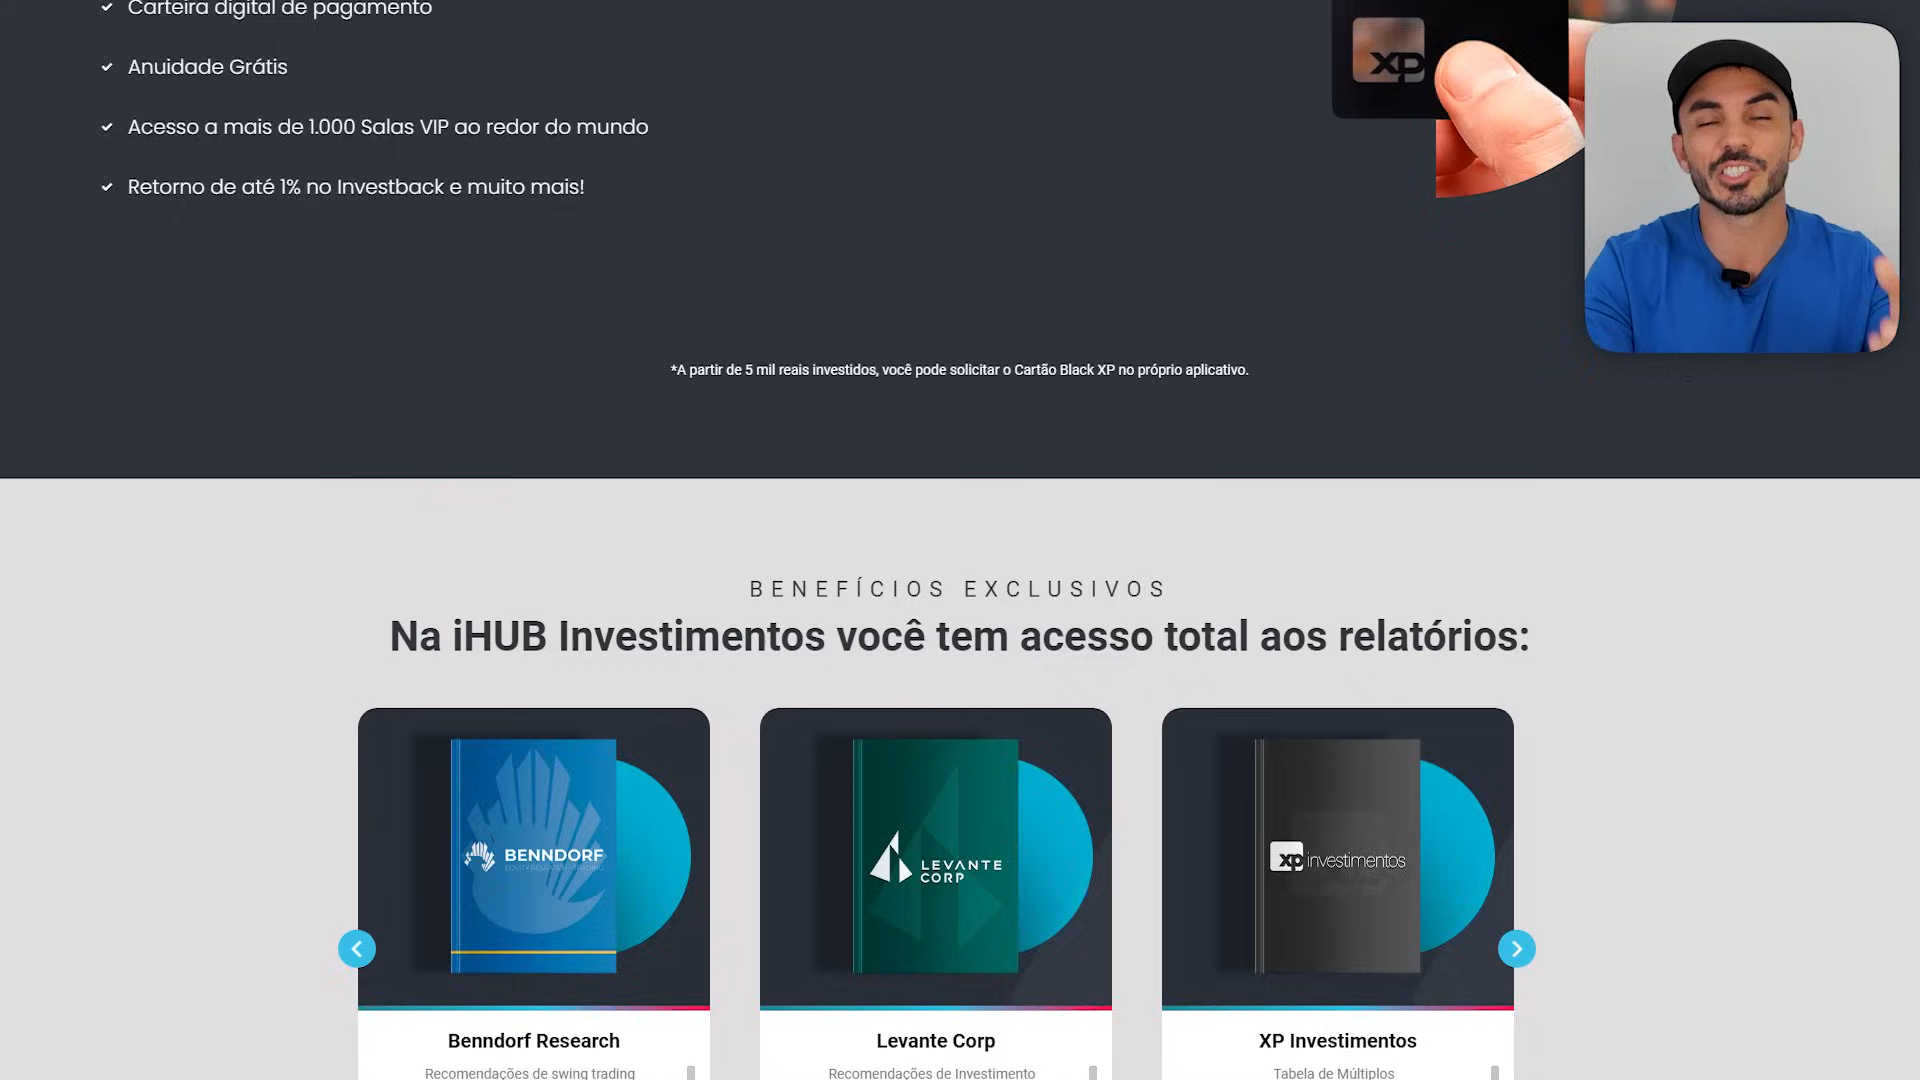 Carteira digital de pagamento
Anuidade Grátis
Acesso a mais de 1.000 Salas VIP ao redor do mundo
Retorno de até 1% no Investback e muito mais!
xp
*A partir de 5 mil reais investidos, você pode solicitar o Cartão Black XP no próprio aplicativo.
BENEFÍCIOS EXCLUSIVOS
Na iHUB Investimentos você tem acesso total aos relatórios:
BENNDORF
EQUITY RESEARCH & TRADING
LEVANTE
CORP
xp investimentos
Benndorf Research
Levante Corp
XP Investimentos
Recomendações de swing trading
Recomendações de Investimento
Tabela de Múltiplos